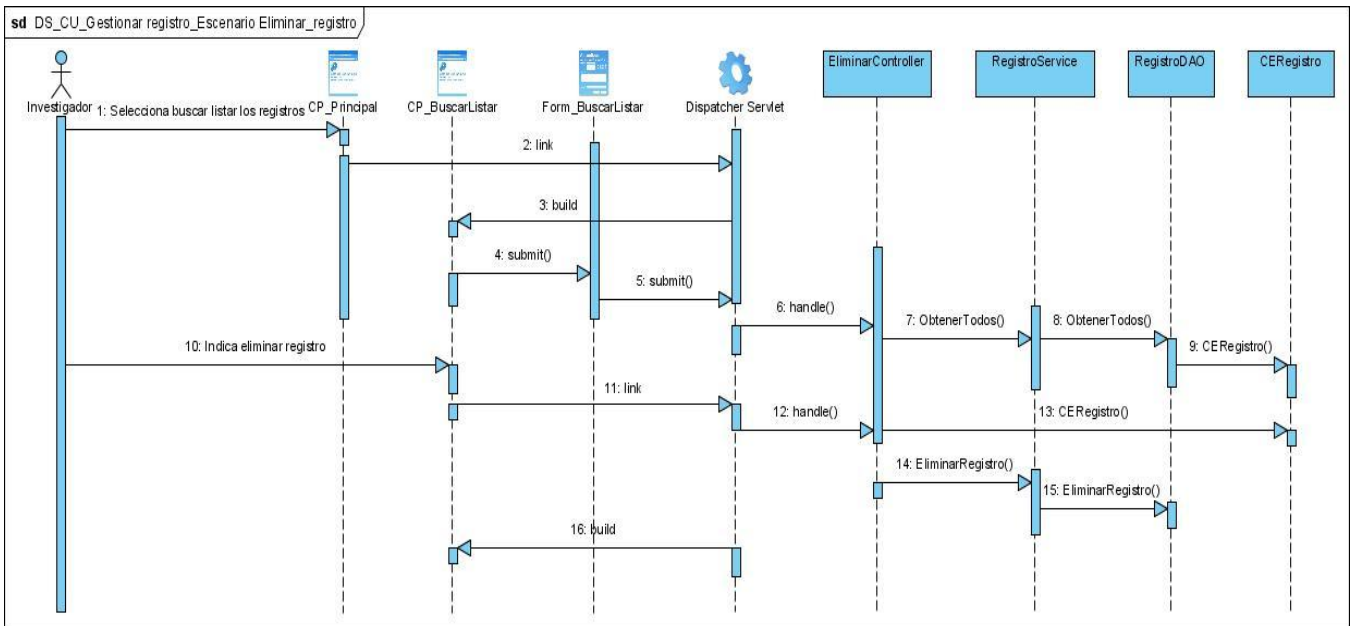 sd DS_CU_Gestionar registro_Escenario Eliminar_registro
Investigador
CP_Principal
CP_BuscarListar
Form_BuscarListar
Dispatcher Servlet
EliminarController
RegistroService
RegistroDAO
CERegistro
1: Selecciona buscar listar los registros
2: link
3: build
4: submit()
5: submit()
6: handle()
7: ObtenerTodos()
8: ObtenerTodos()
9: CERegistro()
10: Indica eliminar registro
11: link
12: handle()
13: CERegistro()
14: EliminarRegistro()
15: EliminarRegistro()
16: build